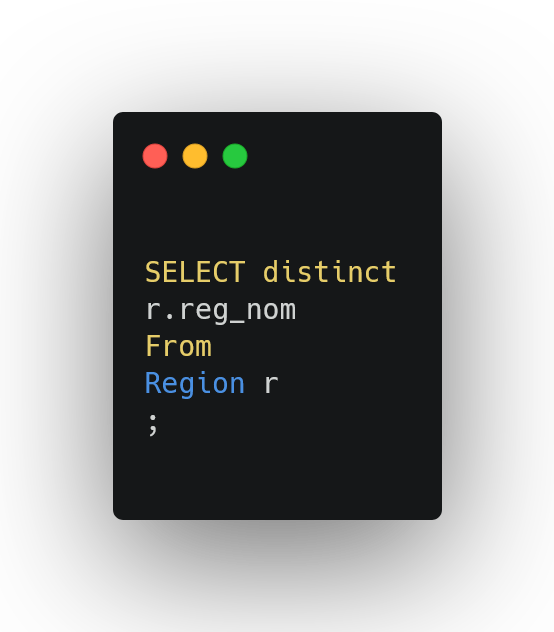 SELECT distinct
r.reg_nom
From
Region r
;